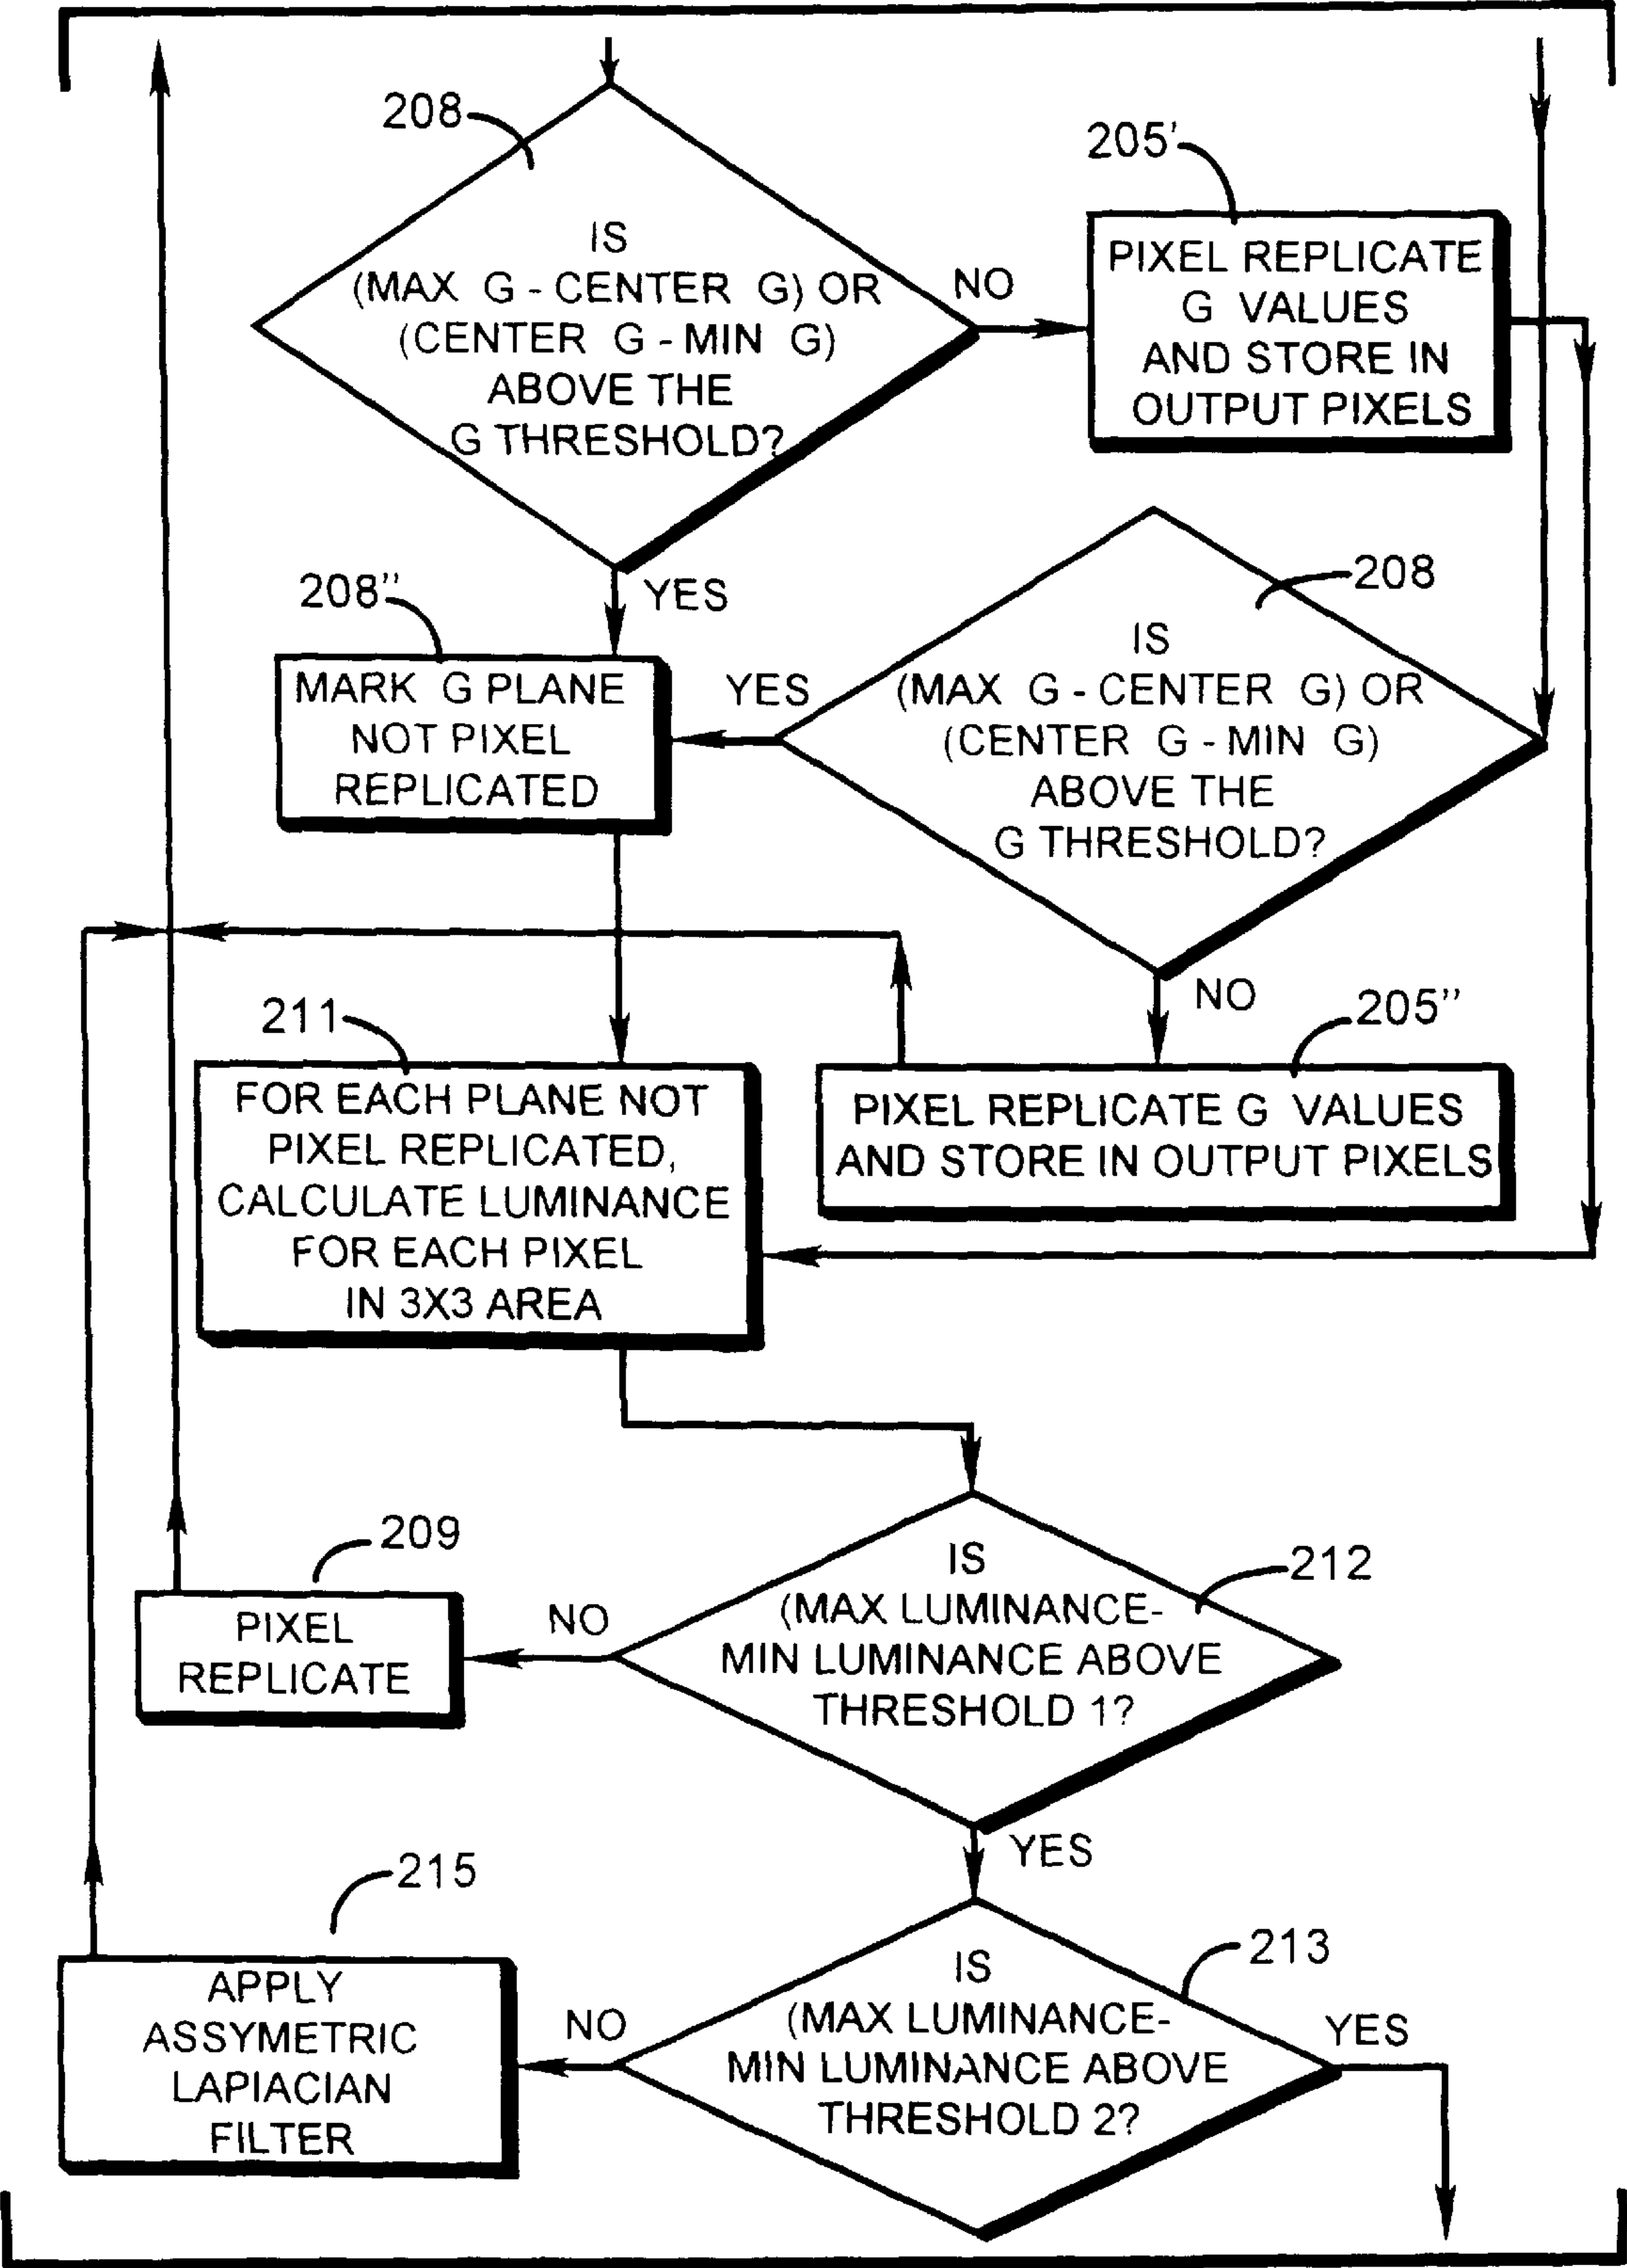 208
IS
(MAX G - CENTER G) OR
(CENTER G - MIN G)
ABOVE THE
G THRESHOLD?
NO
YES
205'
PIXEL REPLICATE
G VALUES
AND STORE IN
OUTPUT PIXELS
208''
MARK G PLANE
NOT PIXEL
REPLICATED
YES
208
IS
(MAX G - CENTER G) OR
(CENTER G - MIN G)
ABOVE THE
G THRESHOLD?
NO
205''
PIXEL REPLICATE G VALUES
AND STORE IN OUTPUT PIXELS
211
FOR EACH PLANE NOT
PIXEL REPLICATED,
CALCULATE LUMINANCE
FOR EACH PIXEL
IN 3X3 AREA
209
PIXEL
REPLICATE
NO
212
IS
(MAX LUMINANCE-
MIN LUMINANCE ABOVE
THRESHOLD 1?
YES
215
APPLY
ASSYMETRIC
LAPIACIAN
FILTER
NO
213
IS
(MAX LUMINANCE-
MIN LUMINANCE ABOVE
THRESHOLD 2?
YES